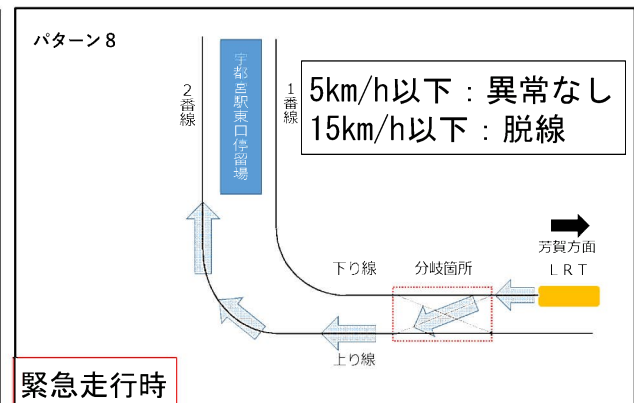 パターン8
5km/h以下：異常なし
15km/h以下：脱線
2番線
宇都宮駅東口停留場
1番線
芳賀方面
LRT
下り線
分岐箇所
上り線
緊急走行時